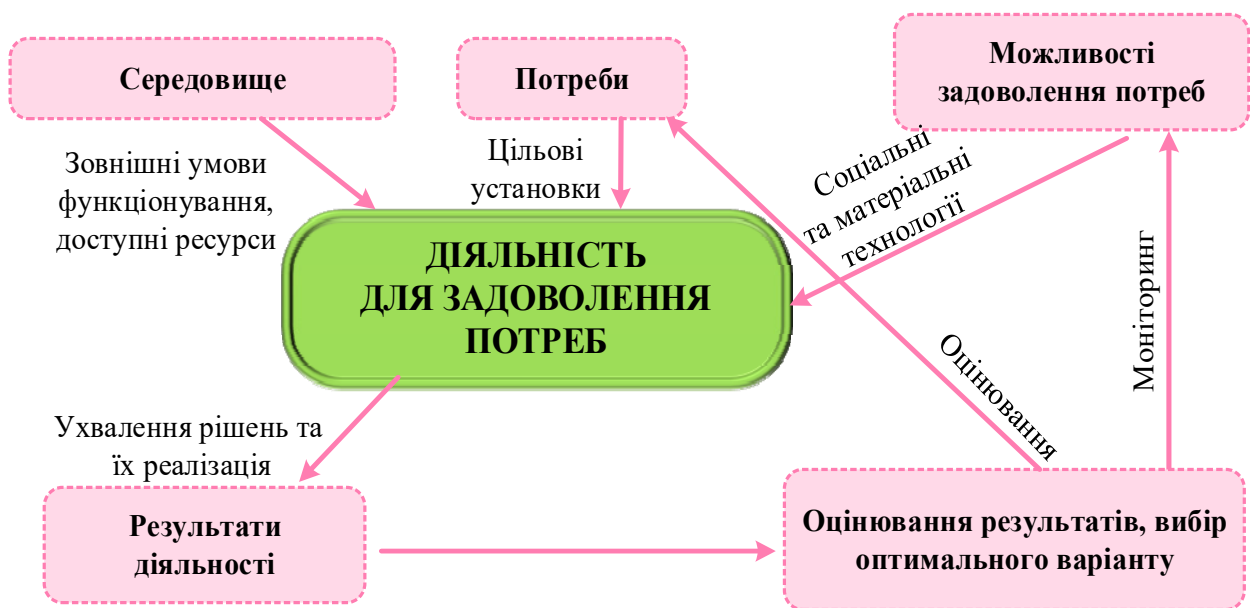 Середовище
Потреби
Можливості
задоволення потреб
Зовнішні умови
функціонування,
доступні ресурси
Цільові
установки
Соціальні
та матеріальні
технології
ДІЯЛЬНІСТЬ
ДЛЯ ЗАДОВОЛЕННЯ
ПОТРЕБ
Моніторинг
Оцінювання
Ухвалення рішень та
їх реалізація
Результати
діяльності
Оцінювання результатів, вибір
оптимального варіанту